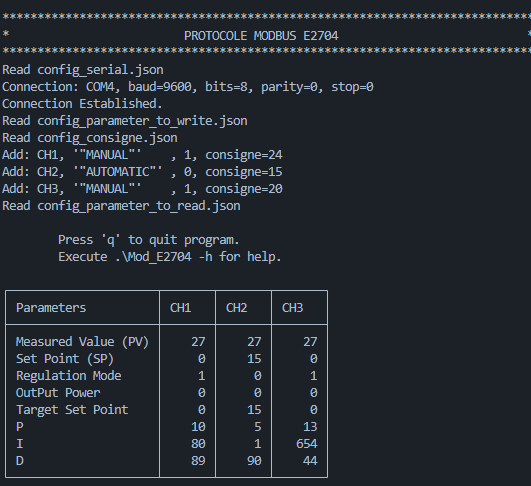 ******************************************************************************
*                         PROTOCOLE MODBUS E2704                           *
******************************************************************************
Read config_serial.json
Connection: COM4, baud=9600, bits=8, parity=0, stop=0
Connection Established.
Read config_parameter_to_write.json
Read config_consigne.json
Add: CH1, '"MANUAL"'    , 1, consigne=24
Add: CH2, '"AUTOMATIC"' , 0, consigne=15
Add: CH3, '"MANUAL"'    , 1, consigne=20
Read config_parameter_to_read.json
Press 'q' to quit program.
Execute .\Mod_E2704 -h for help.
Parameters CH1 CH2 CH3
Measured Value (PV) 27 27 27
Set Point (SP) 0 15 0
Regulation Mode 1 0 1
OutPut Power 0 0 0
Target Set Point 0 15 0
P 10 5 13
I 80 1 654
D 89 90 44